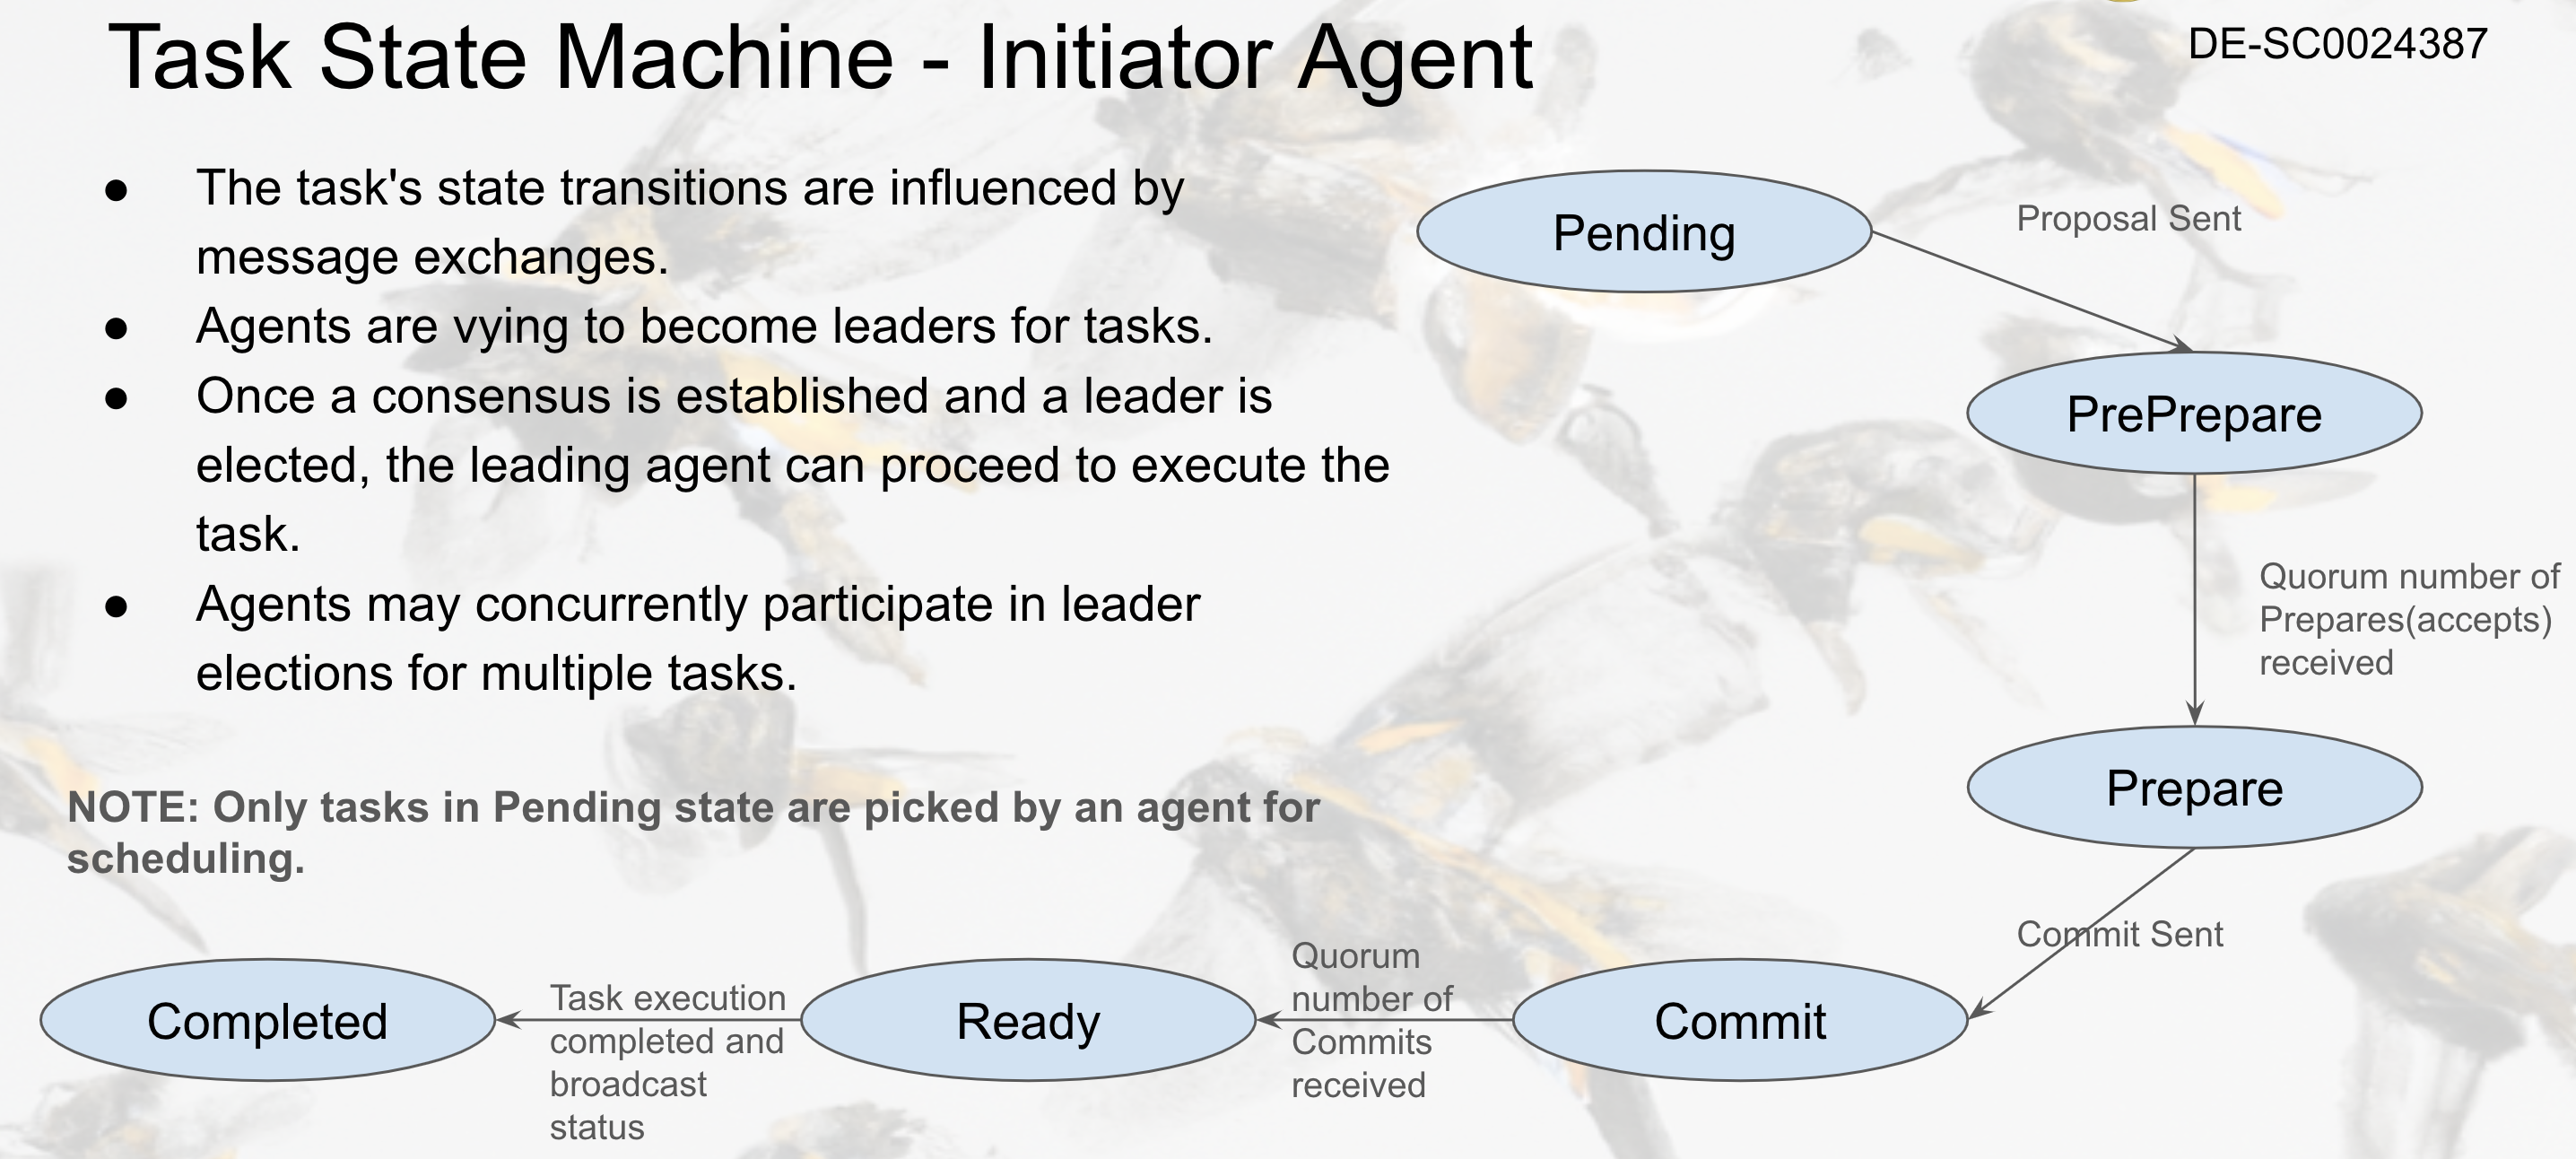 Task State Machine - Initiator Agent
DE-SC0024387
● The task's state transitions are influenced by
message exchanges.
● Agents are vying to become leaders for tasks.
● Once a consensus is established and a leader is
elected, the leading agent can proceed to execute the
task.
● Agents may concurrently participate in leader
elections for multiple tasks.
NOTE: Only tasks in Pending state are picked by an agent for
scheduling.
Pending
Proposal Sent
PrePrepare
Quorum number of
Prepares(accepts)
received
Prepare
Commit Sent
Commit
Quorum
number of
Commits
received
Ready
Task execution
completed and
broadcast
status
Completed